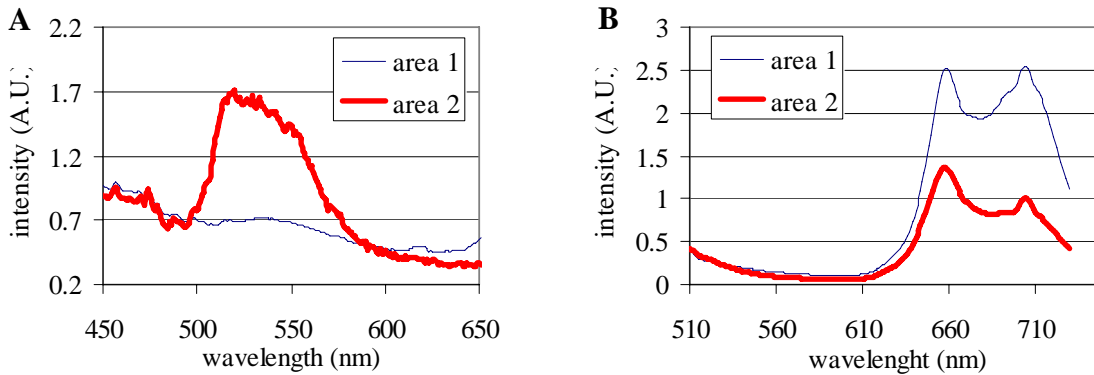 A
2.2
1.7
1.2
0.7
0.2
intensity (A.U.)
area 1
area 2
450 500 550 600 650
wavelength (nm)
B
3
2.5
2
1.5
1
0.5
0
intensity (A.U.)
area 1
area 2
510 560 610 660 710
wavelenght (nm)